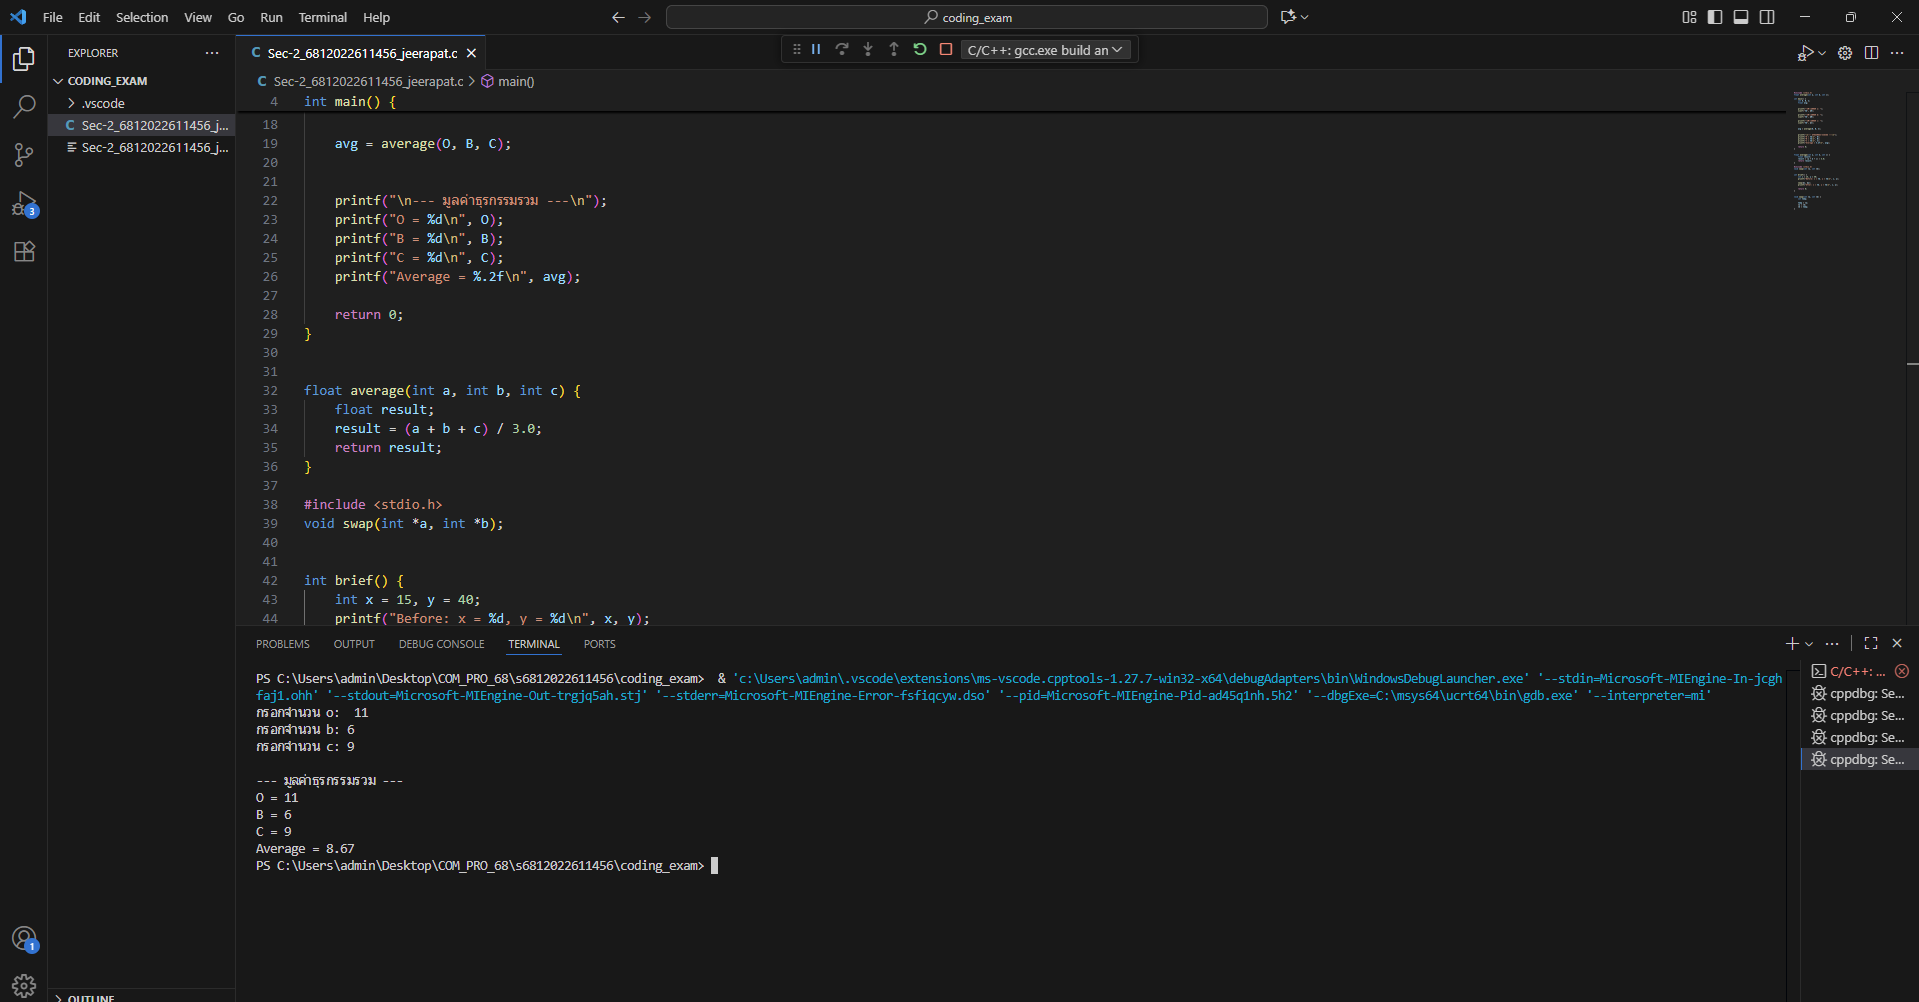 File Edit Selection View Go Run Terminal Help
coding_exam
EXPLORER
CODING_EXAM
.vscode
C Sec-2_6812022611456_j...
Sec-2_6812022611456_j...
3
1
OUTLINE
C Sec-2_6812022611456_jeerapat.c
C/C++: gcc.exe build an
C Sec-2_6812022611456_jeerapat.c > main()
4 int main() {
18
19 avg = average(O, B, C);
20
21
22 printf("\n--- มูลค่าธุรกรรมรวม ---\n");
23 printf("O = %d\n", O);
24 printf("B = %d\n", B);
25 printf("C = %d\n", C);
26 printf("Average = %.2f\n", avg);
27
28 return 0;
29 }
30
31
32 float average(int a, int b, int c) {
33 float result;
34 result = (a + b + c) / 3.0;
35 return result;
36 }
37
38 #include <stdio.h>
39 void swap(int *a, int *b);
40
41
42 int brief() {
43 int x = 15, y = 40;
44 printf("Before: x = %d, y = %d\n", x, y);
PROBLEMS OUTPUT DEBUG CONSOLE TERMINAL PORTS
PS C:\Users\admin\Desktop\COM_PRO_68\s6812022611456\coding_exam> & 'c:\Users\admin\.vscode\extensions\ms-vscode.cpptools-1.27.7-win32-x64\debugAdapters\bin\WindowsDebugLauncher.exe' '--stdin=Microsoft-MIEngine-In-jcgh
faj1.ohh' '--stdout=Microsoft-MIEngine-Out-trgjq5ah.stj' '--stderr=Microsoft-MIEngine-Error-fsfiqcyw.dso' '--pid=Microsoft-MIEngine-Pid-ad45q1nh.5h2' '--dbgExe=C:\msys64\ucrt64\bin\gdb.exe' '--interpreter=mi'
กรอกจำนวน o: 11
กรอกจำนวน b: 6
กรอกจำนวน c: 9
--- มูลค่าธุรกรรมรวม ---
O = 11
B = 6
C = 9
Average = 8.67
PS C:\Users\admin\Desktop\COM_PRO_68\s6812022611456\coding_exam>
C/C++: ...
cppdbg: Se...
cppdbg: Se...
cppdbg: Se...
cppdbg: Se...